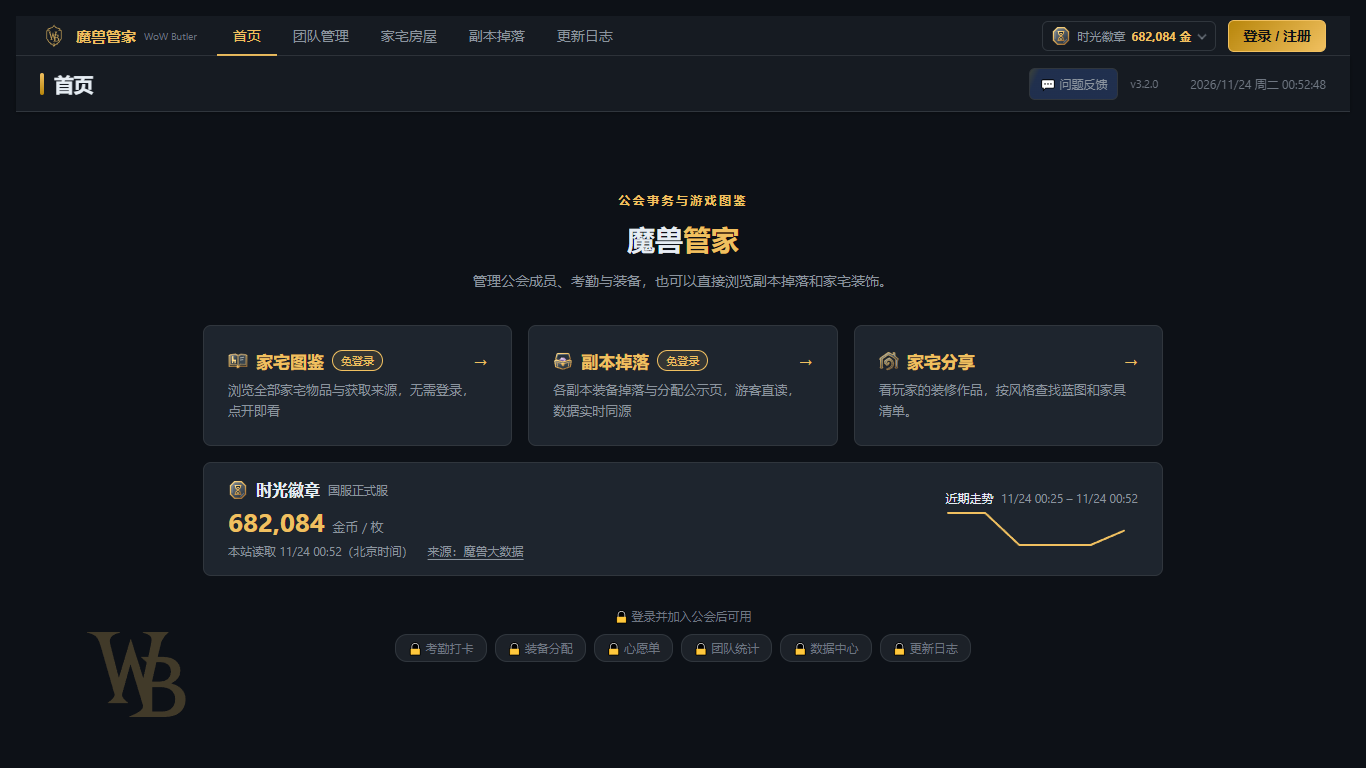 魔兽管家 WoW Butler 首页 团队管理 家宅房屋 副本掉落 更新日志 时光徽章 682,084 金 登录 / 注册
首页 问题反馈 v3.2.0 2026/11/24 周二 00:52:48
公会事务与游戏图鉴
魔兽管家
管理公会成员、考勤与装备，也可以直接浏览副本掉落和家宅装饰。
家宅图鉴 免登录 →
浏览全部家宅物品与获取来源，无需登录，
点开即看
副本掉落 免登录 →
各副本装备掉落与分配公示页，游客直读，
数据实时同源
家宅分享 →
看玩家的装修作品，按风格查找蓝图和家具
清单。
时光徽章 国服正式服
682,084 金币 / 枚
本站读取 11/24 00:52（北京时间） 来源：魔兽大数据
近期走势 11/24 00:25 – 11/24 00:52
登录并加入公会后可用
考勤打卡 装备分配 心愿单 团队统计 数据中心 更新日志
WB